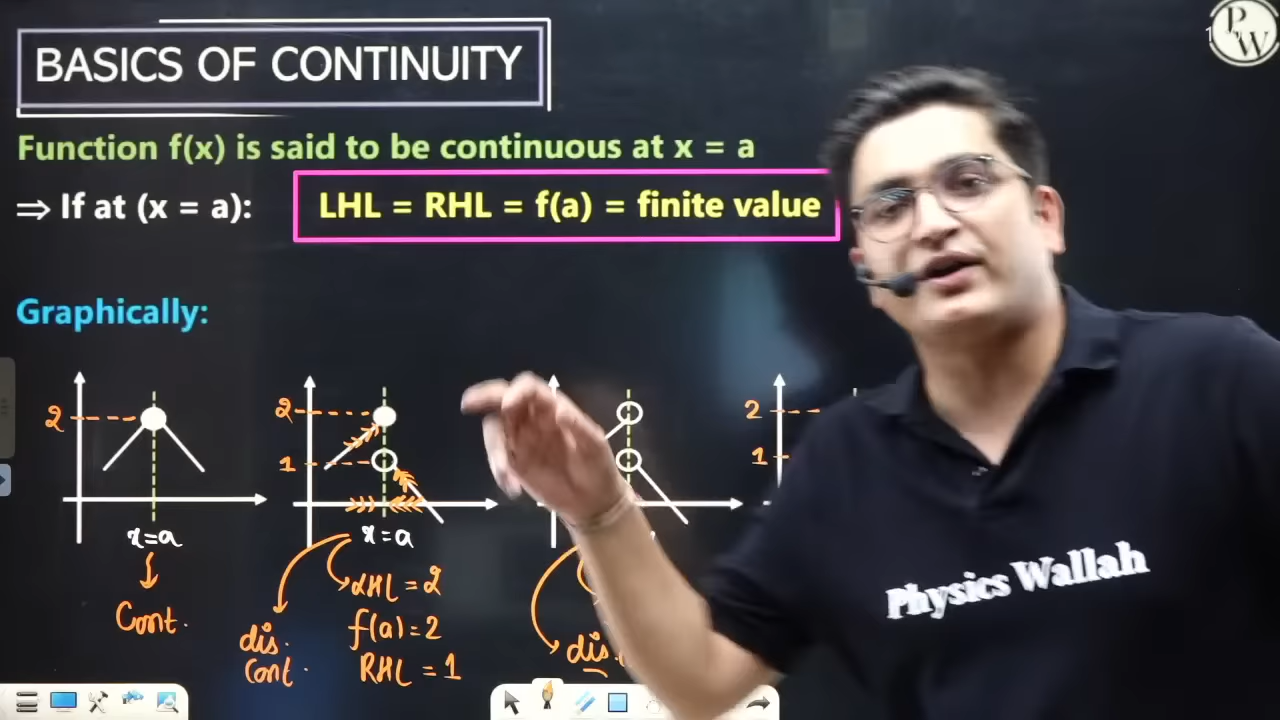 BASICS OF CONTINUITY
PW
Function f(x) is said to be continuous at x = a
⇒ If at (x = a): LHL = RHL = f(a) = finite value
Graphically:
2
2
1
2
1
x=a
x=a
Cont.
dis.
Cont.
LHL = 2
f(a)=2
RHL = 1
dis.
Physics Wallah